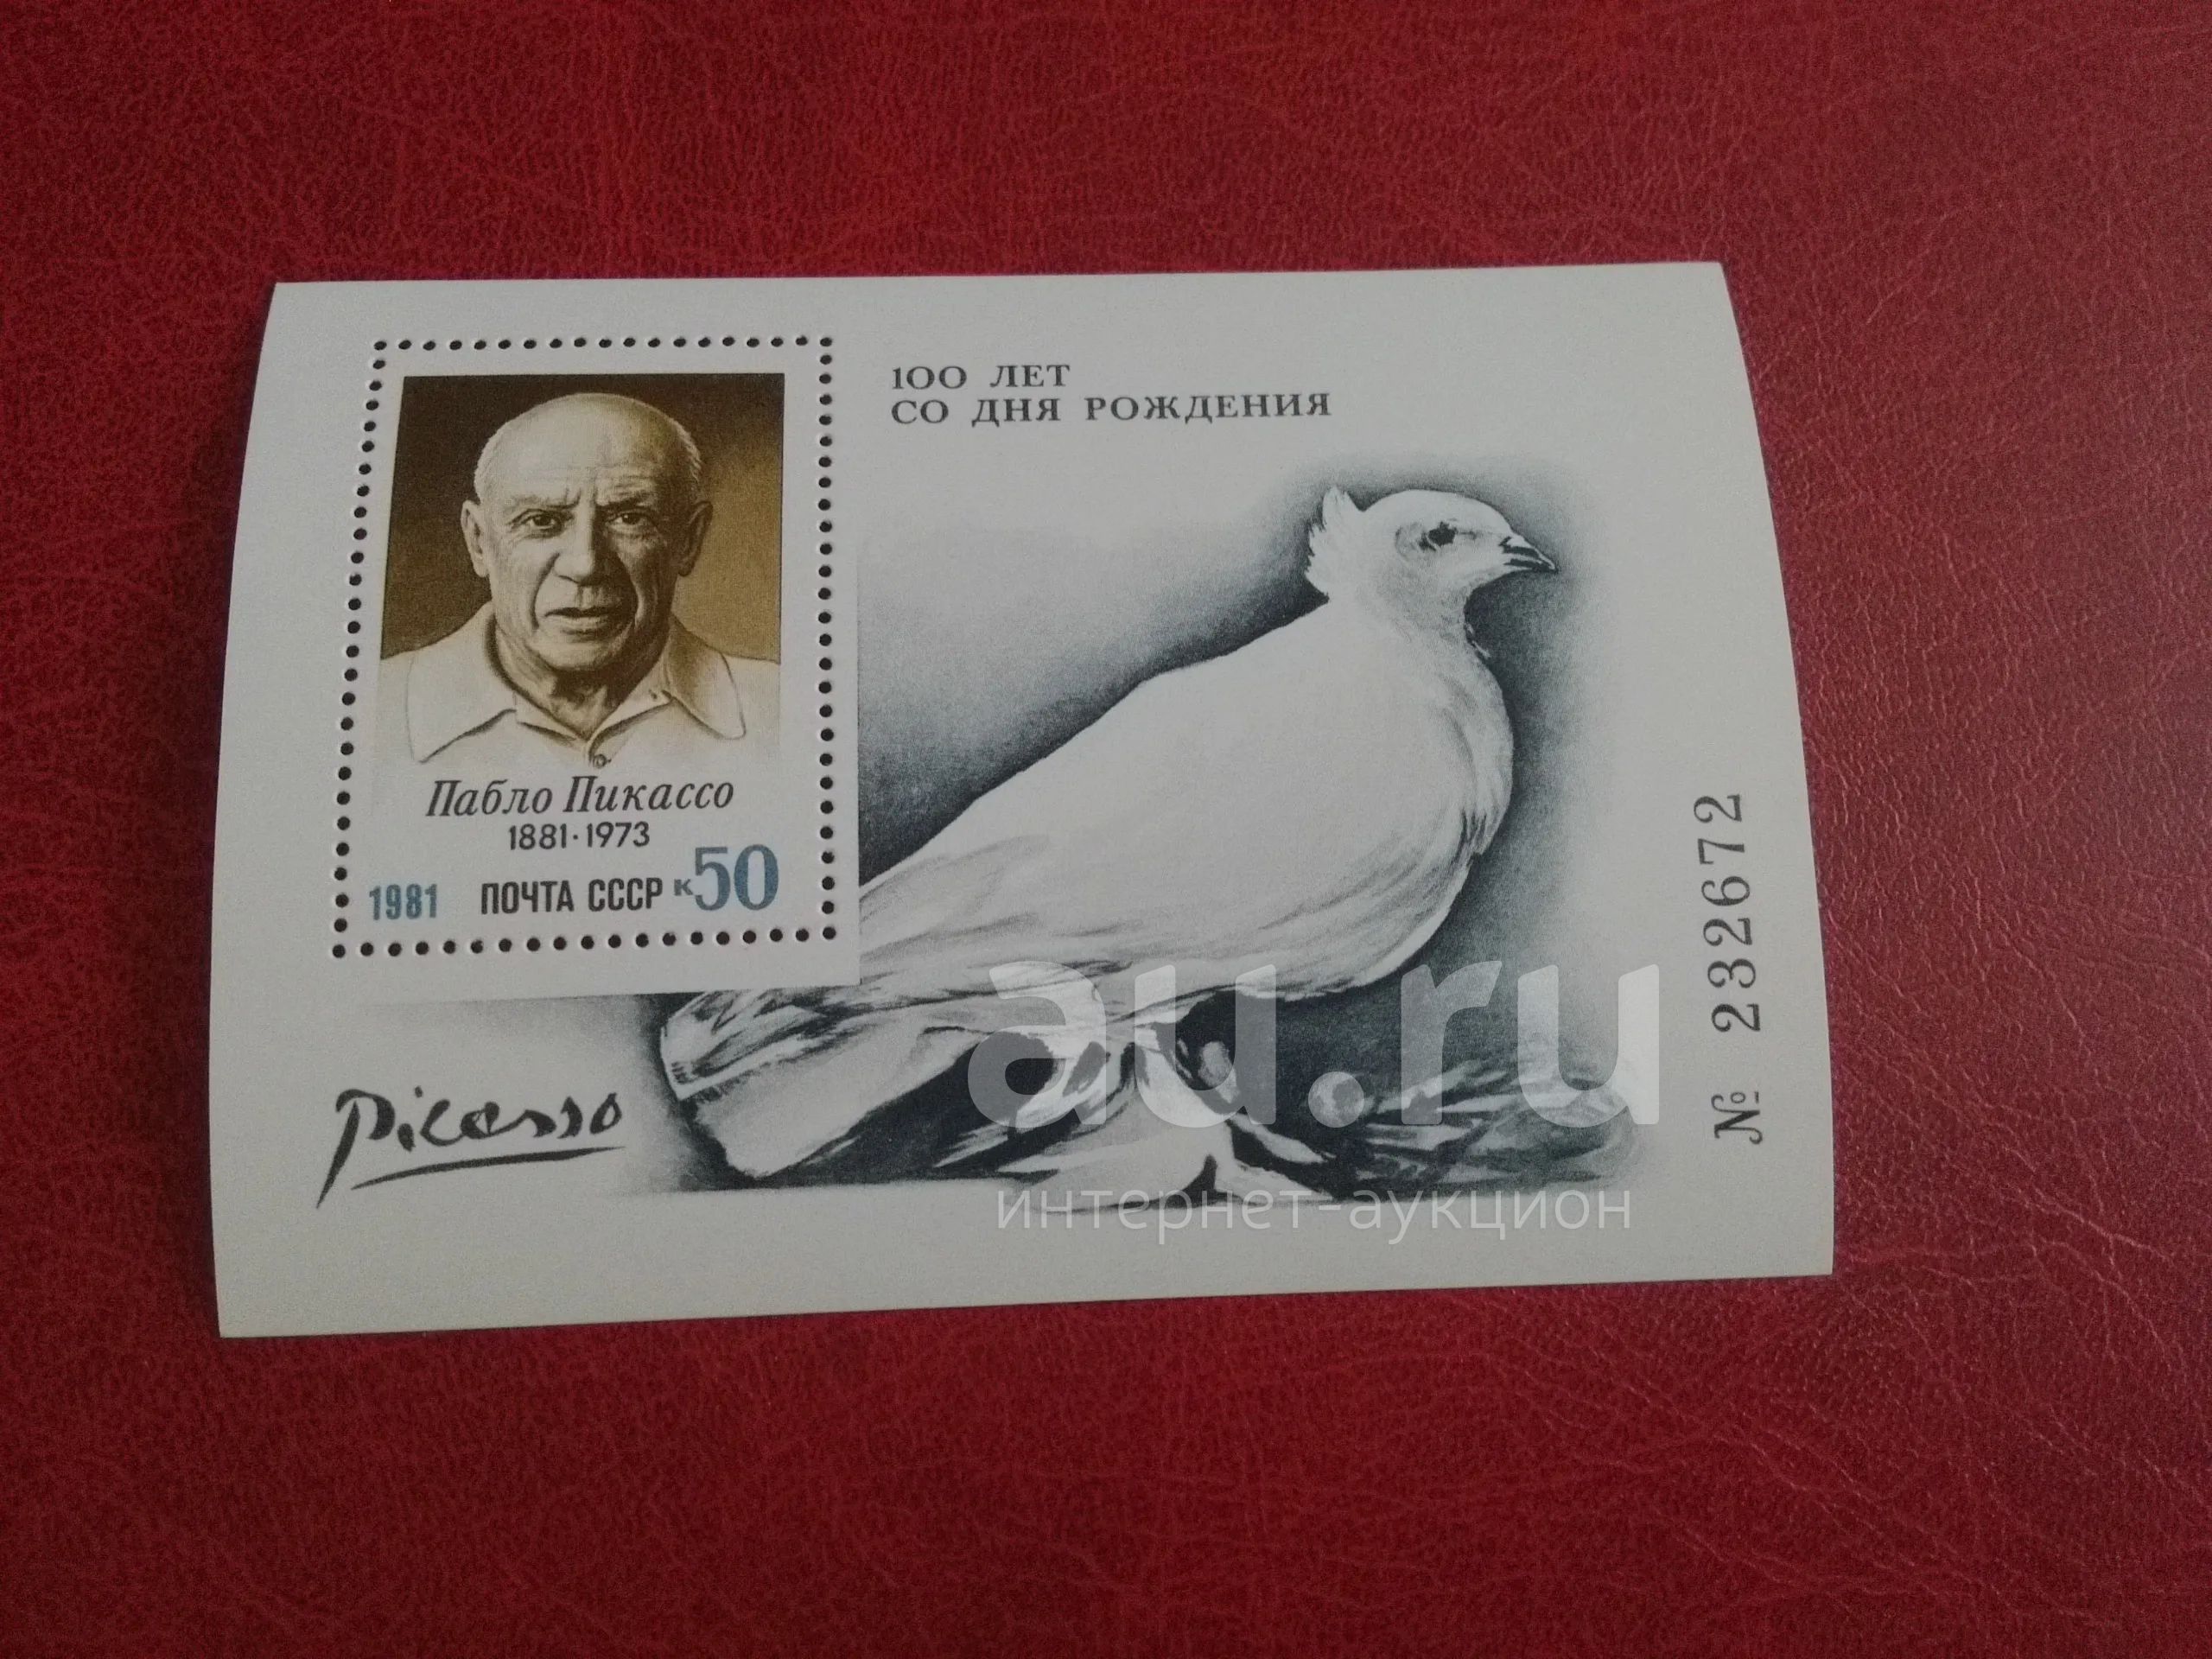 100 ЛЕТ
СО ДНЯ РОЖДЕНИЯ
Пабло Пикассо
1881·1973
1981 ПОЧТА СССР к50
Picasso
№ 232672
au.ru
интернет-аукцион